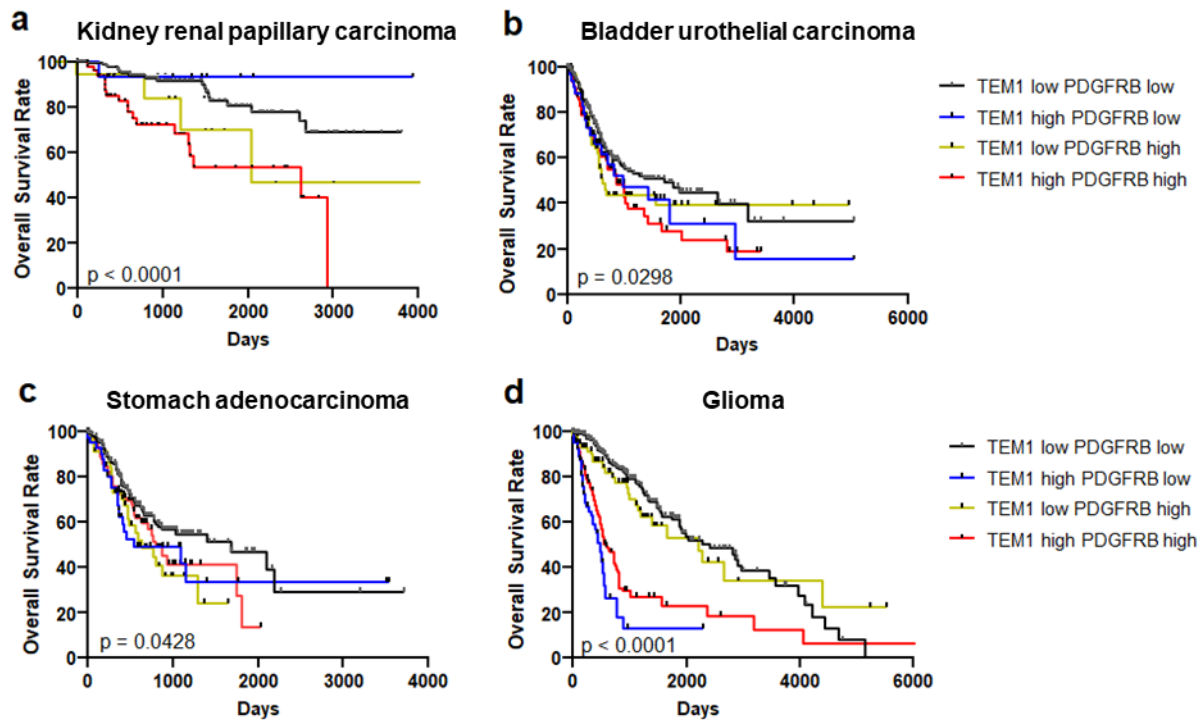 a
Kidney renal papillary carcinoma
Overall Survival Rate
100
80
60
40
20
0
p < 0.0001
0
1000
2000
3000
4000
Days
b
Bladder urothelial carcinoma
Overall Survival Rate
100
80
60
40
20
0
p = 0.0298
0
2000
4000
6000
Days
TEM1 low PDGFRB low
TEM1 high PDGFRB low
TEM1 low PDGFRB high
TEM1 high PDGFRB high
c
Stomach adenocarcinoma
Overall Survival Rate
100
80
60
40
20
0
p = 0.0428
0
1000
2000
3000
4000
Days
d
Glioma
Overall Survival Rate
100
80
60
40
20
0
p < 0.0001
0
2000
4000
6000
Days
TEM1 low PDGFRB low
TEM1 high PDGFRB low
TEM1 low PDGFRB high
TEM1 high PDGFRB high